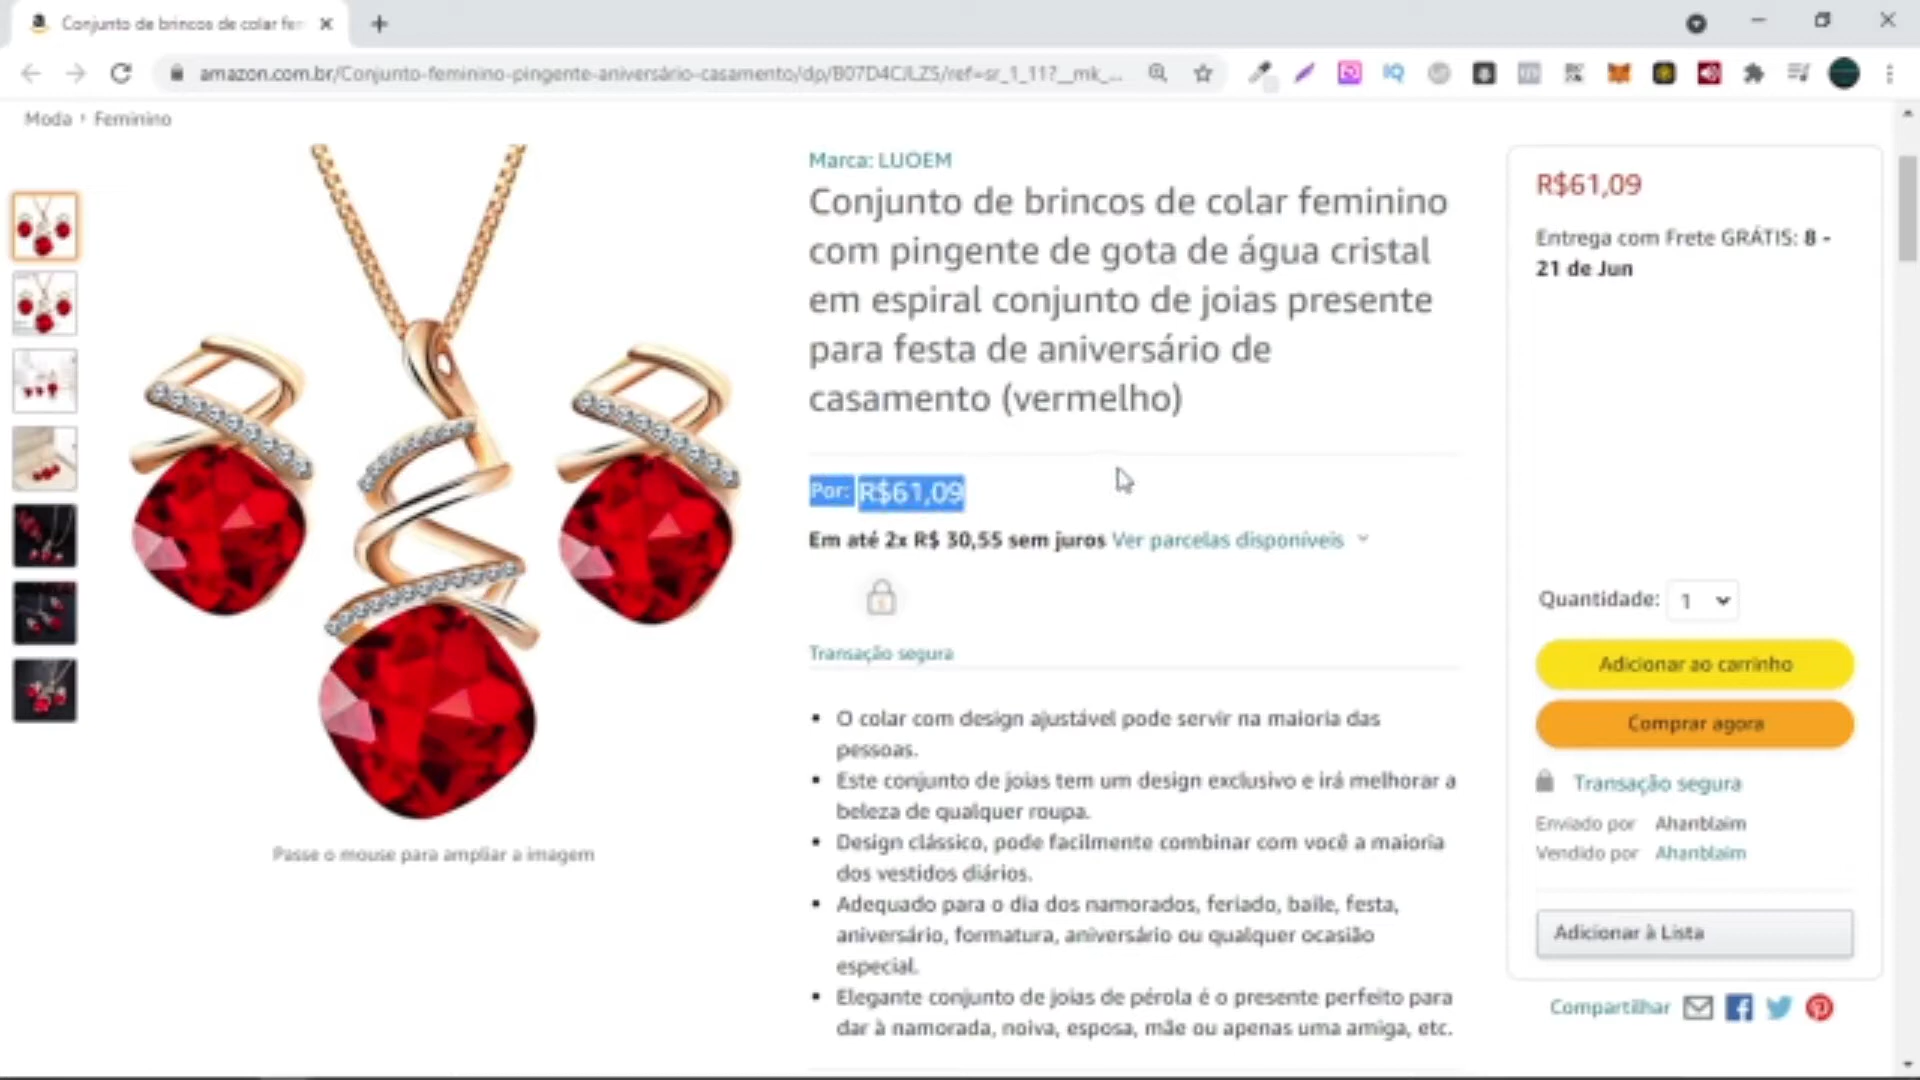 Conjunto de brincos de colar fem
amazon.com.br/Conjunto-feminino-pingente-aniversário-casamento/dp/B07D4CJLZS/ref=sr_1_11?__mk_...
Moda › Feminino
Marca: LUOEM
Conjunto de brincos de colar feminino
com pingente de gota de água cristal
em espiral conjunto de joias presente
para festa de aniversário de
casamento (vermelho)
Por: R$61,09
Em até 2x R$ 30,55 sem juros Ver parcelas disponíveis
Transação segura
• O colar com design ajustável pode servir na maioria das
pessoas.
• Este conjunto de joias tem um design exclusivo e irá melhorar a
beleza de qualquer roupa.
• Design clássico, pode facilmente combinar com você a maioria
dos vestidos diários.
• Adequado para o dia dos namorados, feriado, baile, festa,
aniversário, formatura, aniversário ou qualquer ocasião
especial.
• Elegante conjunto de joias de pérola é o presente perfeito para
dar à namorada, noiva, esposa, mãe ou apenas uma amiga, etc.
Passe o mouse para ampliar a imagem
R$61,09
Entrega com Frete GRÁTIS: 8 -
21 de Jun
Quantidade: 1
Adicionar ao carrinho
Comprar agora
Transação segura
Enviado por Ahanblaim
Vendido por Ahanblaim
Adicionar à Lista
Compartilhar